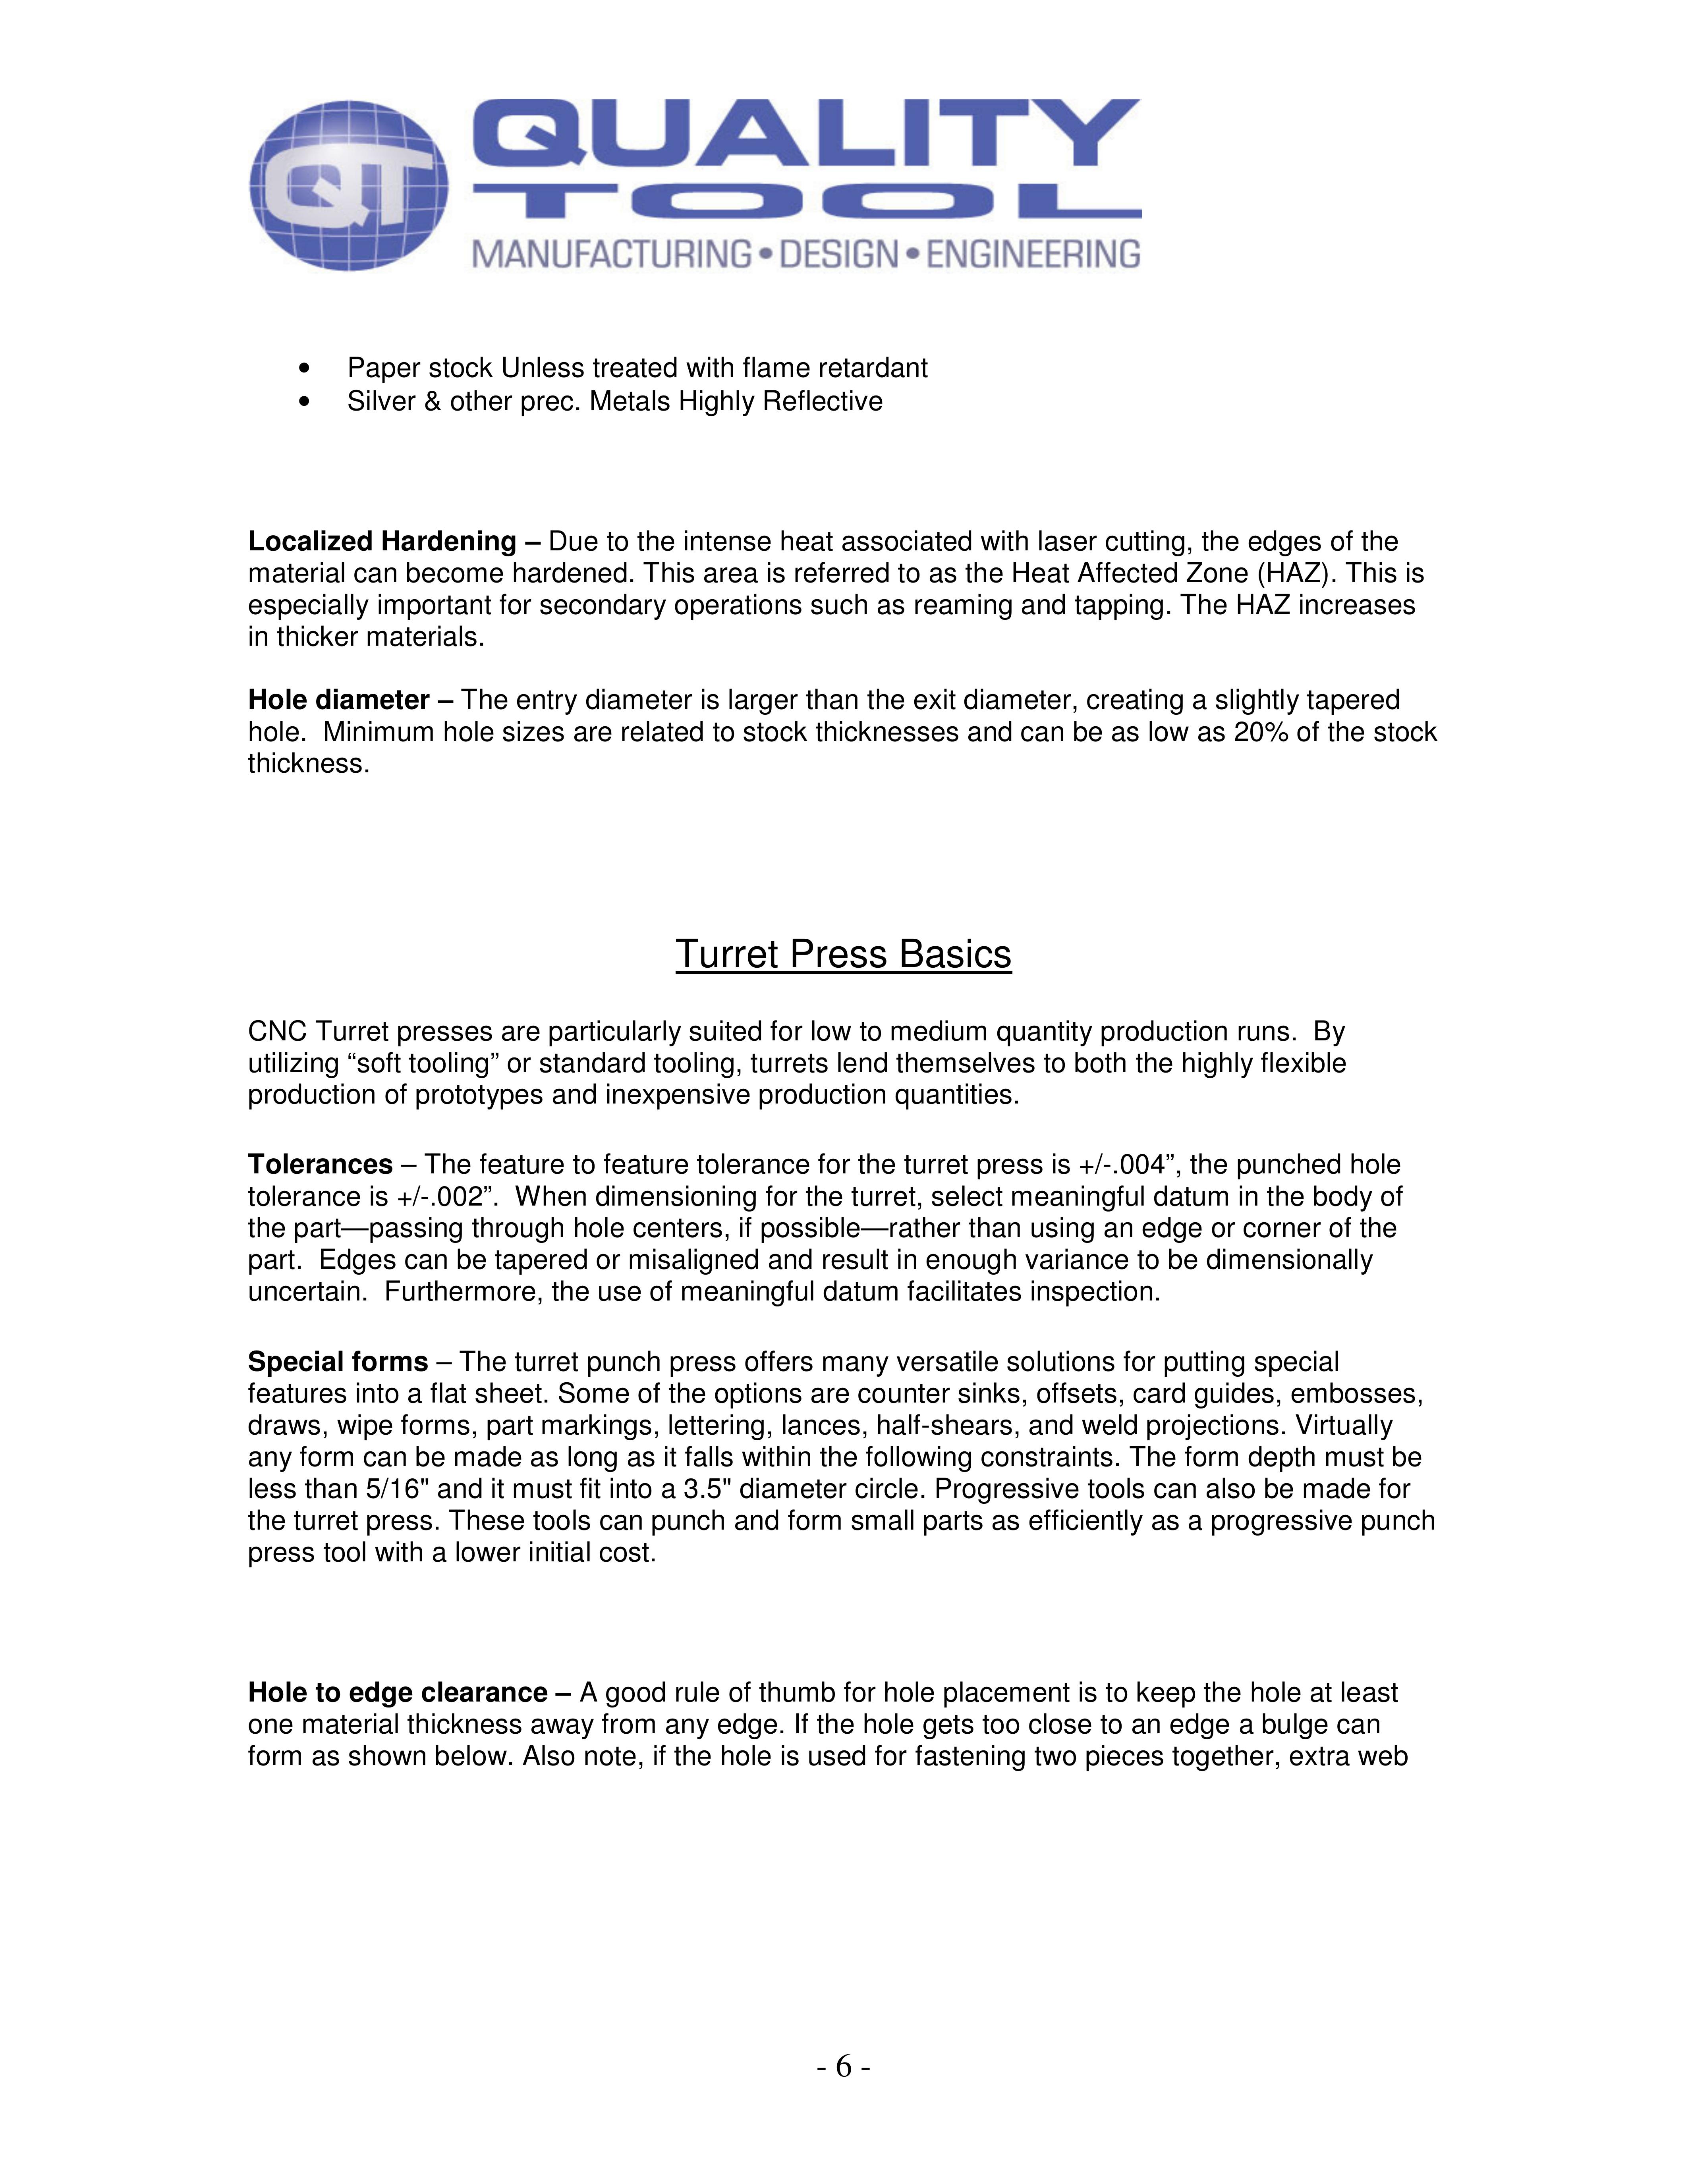 QT
QUALITY
TOOL
MANUFACTURING • DESIGN • ENGINEERING
• Paper stock Unless treated with flame retardant
• Silver & other prec. Metals Highly Reflective
Localized Hardening – Due to the intense heat associated with laser cutting, the edges of the
material can become hardened. This area is referred to as the Heat Affected Zone (HAZ). This is
especially important for secondary operations such as reaming and tapping. The HAZ increases
in thicker materials.
Hole diameter – The entry diameter is larger than the exit diameter, creating a slightly tapered
hole.  Minimum hole sizes are related to stock thicknesses and can be as low as 20% of the stock
thickness.
Turret Press Basics
CNC Turret presses are particularly suited for low to medium quantity production runs.  By
utilizing “soft tooling” or standard tooling, turrets lend themselves to both the highly flexible
production of prototypes and inexpensive production quantities.
Tolerances – The feature to feature tolerance for the turret press is +/-.004”, the punched hole
tolerance is +/-.002”.  When dimensioning for the turret, select meaningful datum in the body of
the part—passing through hole centers, if possible—rather than using an edge or corner of the
part.  Edges can be tapered or misaligned and result in enough variance to be dimensionally
uncertain.  Furthermore, the use of meaningful datum facilitates inspection.
Special forms – The turret punch press offers many versatile solutions for putting special
features into a flat sheet. Some of the options are counter sinks, offsets, card guides, embosses,
draws, wipe forms, part markings, lettering, lances, half-shears, and weld projections. Virtually
any form can be made as long as it falls within the following constraints. The form depth must be
less than 5/16" and it must fit into a 3.5" diameter circle. Progressive tools can also be made for
the turret press. These tools can punch and form small parts as efficiently as a progressive punch
press tool with a lower initial cost.
Hole to edge clearance – A good rule of thumb for hole placement is to keep the hole at least
one material thickness away from any edge. If the hole gets too close to an edge a bulge can
form as shown below. Also note, if the hole is used for fastening two pieces together, extra web
- 6 -